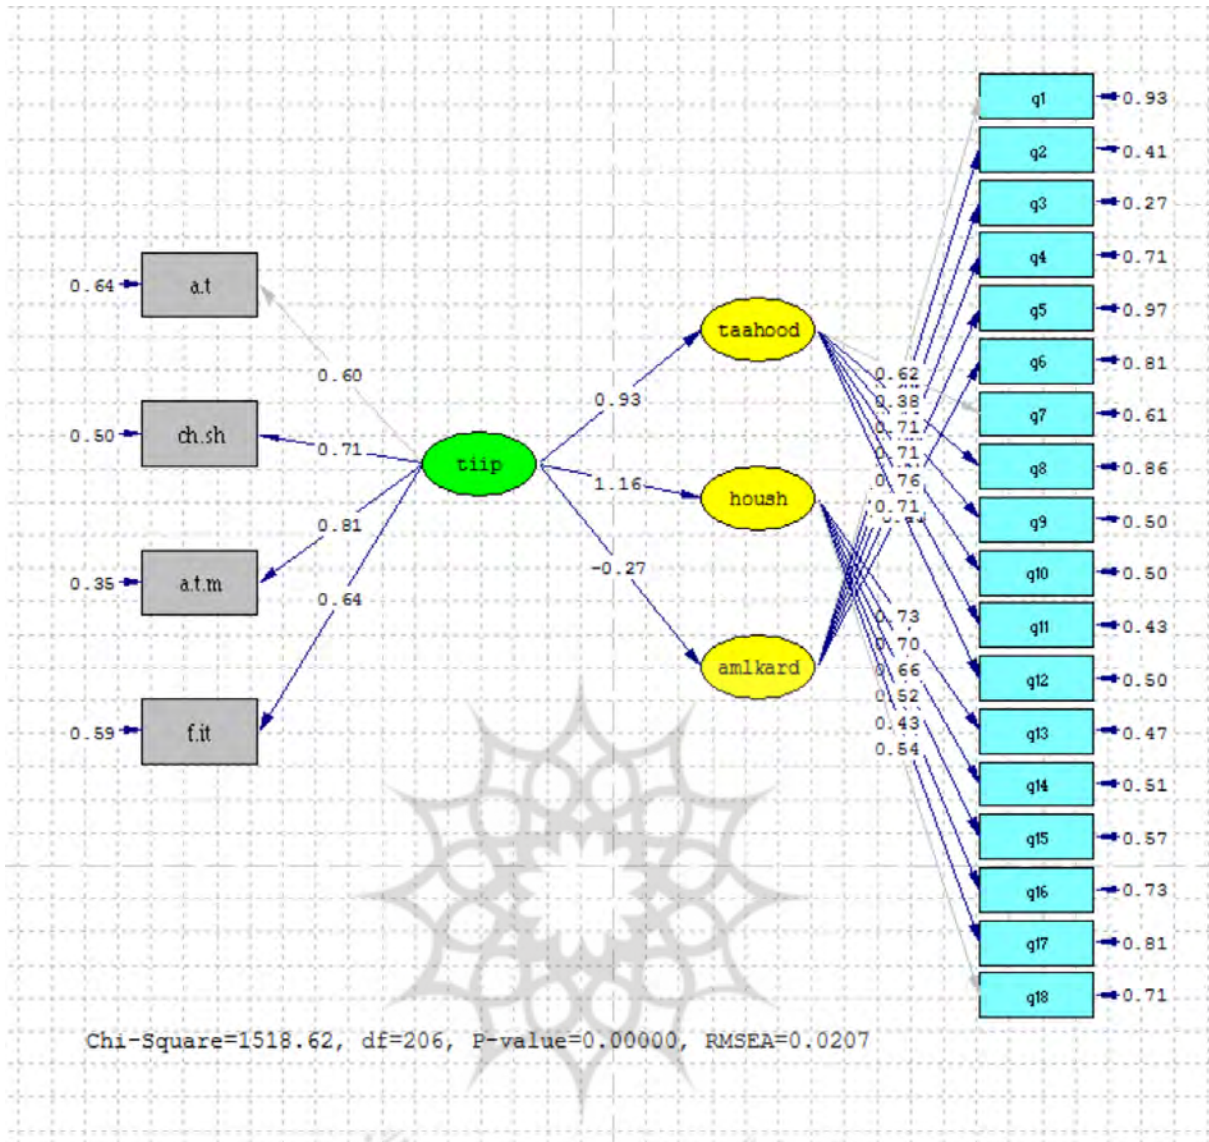 q1
0.93
q2
0.41
q3
0.27
q4
0.71
q5
0.97
q6
0.81
q7
0.61
q8
0.86
q9
0.50
q10
0.50
q11
0.43
q12
0.50
q13
0.47
q14
0.51
q15
0.57
q16
0.73
q17
0.81
q18
0.71
0.64
a.t
0.50
ch.sh
0.35
a.t.m
0.59
f.it
0.60
0.71
0.81
0.64
tiip
0.93
1.16
-0.27
taahood
housh
amlkard
0.62
0.38
0.71
0.71
0.76
0.71
0.73
0.70
0.66
0.52
0.43
0.54
Chi-Square=1518.62, df=206, P-value=0.00000, RMSEA=0.0207